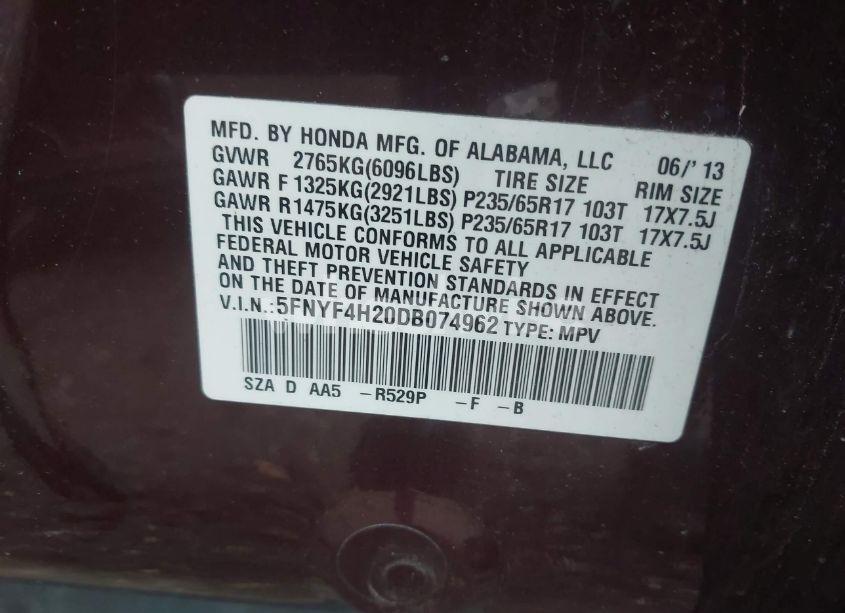 MFD. BY HONDA MFG. OF ALABAMA, LLC 06/' 13
GVWR 2765KG(6096LBS) TIRE SIZE RIM SIZE
GAWR F 1325KG(2921LBS) P235/65R17 103T 17X7.5J
GAWR R1475KG(3251LBS) P235/65R17 103T 17X7.5J
THIS VEHICLE CONFORMS TO ALL APPLICABLE
FEDERAL MOTOR VEHICLE SAFETY
AND THEFT PREVENTION STANDARDS IN EFFECT
ON THE DATE OF MANUFACTURE SHOWN ABOVE.
V.I.N.:5FNYF4H20DB074962 TYPE: MPV
SZA D AA5 -R529P -F -B